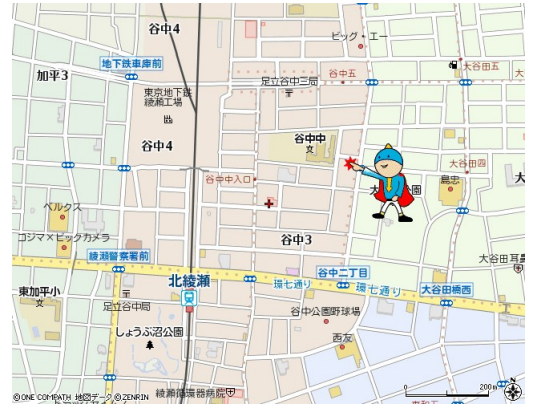 谷中4
ビッグ・エー
地下鉄車庫前
加平3
足立谷中三局
谷中五
大谷田五
東京地下鉄
綾瀬工場
谷中中
谷中4
大谷田四
谷中中入口
島忠
ベルクス
谷中3
コジマ×ビックカメラ
綾瀬警察署前
北綾瀬
谷中二丁目
環七通り
環七通り
大谷田橋西
東加平小
足立谷中局
谷中公園野球場
しょうぶ沼公園
西友
綾瀬循環器病院
0 200m
©ONE COMPATH 地図データ ©ZENRIN